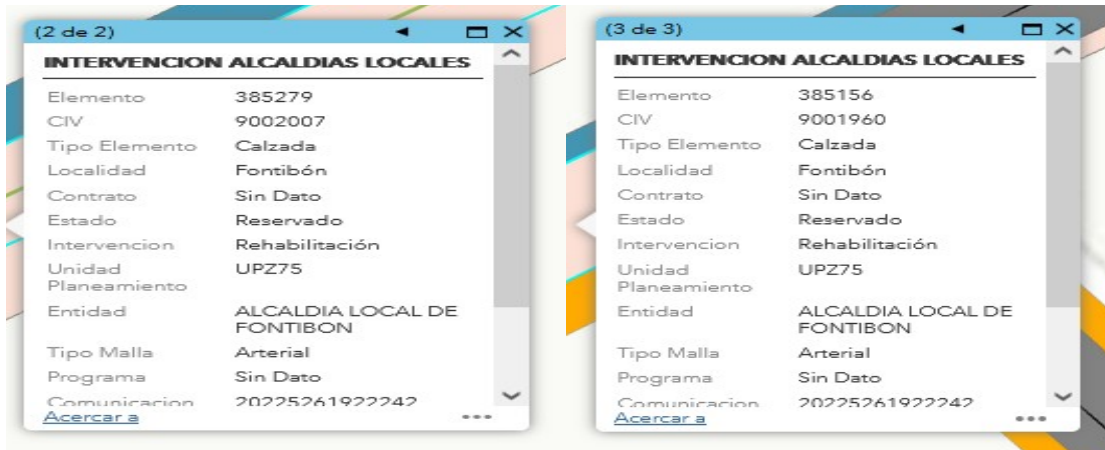 (2 de 2)
INTERVENCION ALCALDIAS LOCALES
Elemento 385279
CIV 9002007
Tipo Elemento Calzada
Localidad Fontibón
Contrato Sin Dato
Estado Reservado
Intervencion Rehabilitación
Unidad Planeamiento UPZ75
Entidad ALCALDIA LOCAL DE FONTIBON
Tipo Malla Arterial
Programa Sin Dato
Comunicacion 20225261922242
Acercar a
(3 de 3)
INTERVENCION ALCALDIAS LOCALES
Elemento 385156
CIV 9001960
Tipo Elemento Calzada
Localidad Fontibón
Contrato Sin Dato
Estado Reservado
Intervencion Rehabilitación
Unidad Planeamiento UPZ75
Entidad ALCALDIA LOCAL DE FONTIBON
Tipo Malla Arterial
Programa Sin Dato
Comunicacion 20225261922242
Acercar a